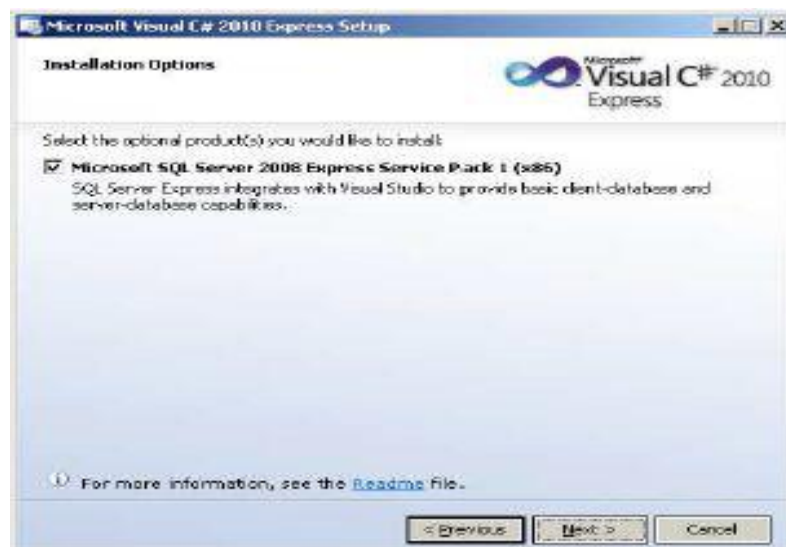 Microsoft Visual C# 2010 Express Setup
Installation Options
Microsoft
Visual C# 2010
Express
Select the optional product(s) you would like to install:
Microsoft SQL Server 2008 Express Service Pack 1 (x86)
SQL Server Express integrates with Visual Studio to provide basic client-database and
server-database capabilities.
For more information, see the Readme file.
< Previous
Next >
Cancel